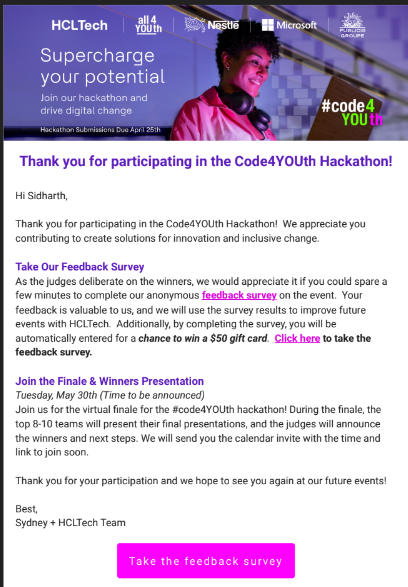 HCLTech
all 4 YOUth
Nestlé
Microsoft
PUBLICIS GROUPE
Supercharge
your potential
Join our hackathon and
drive digital change
Hackathon Submissions Due April 25th
#code4
YOUth
Thank you for participating in the Code4YOUth Hackathon!
Hi Sidharth,
Thank you for participating in the Code4YOUth Hackathon!  We appreciate you
contributing to create solutions for innovation and inclusive change.
Take Our Feedback Survey
As the judges deliberate on the winners, we would appreciate it if you could spare a
few minutes to complete our anonymous feedback survey on the event.  Your
feedback is valuable to us, and we will use the survey results to improve future
events with HCLTech.  Additionally, by completing the survey, you will be
automatically entered for a chance to win a $50 gift card.  Click here to take the
feedback survey.
Join the Finale & Winners Presentation
Tuesday, May 30th (Time to be announced)
Join us for the virtual finale for the #code4YOUth hackathon! During the finale, the
top 8-10 teams will present their final presentations, and the judges will announce
the winners and next steps. We will send you the calendar invite with the time and
link to join soon.
Thank you for your participation and we hope to see you again at our future events!
Best,
Sydney + HCLTech Team
Take the feedback survey